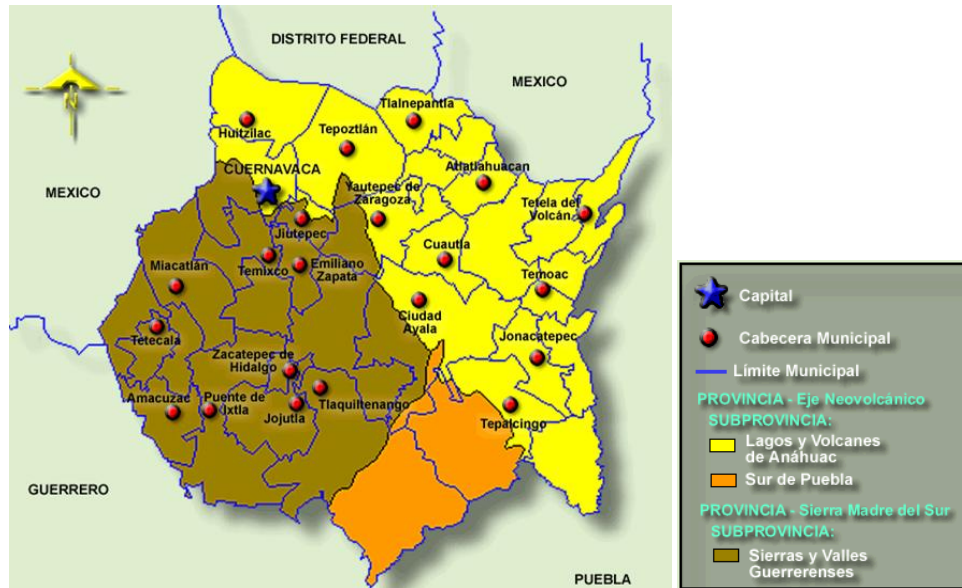 DISTRITO FEDERAL
MEXICO
N
Tlalnepantla
Huitzilac
Tepoztlán
Atlatlahuacan
CUERNAVACA
MEXICO
Yautepec de
Zaragoza
Tetela del
Volcán
Jiutepec
Cuautla
Temixco
Emiliano
Zapata
Miacatlán
Temoac
Ciudad
Ayala
Tetecala
Jonacatepec
Zacatepec de
Hidalgo
Amacuzac
Puente de
Ixtla
Tlaquiltenango
Jojutla
Tepalcingo
GUERRERO
PUEBLA
Capital
Cabecera Municipal
Límite Municipal
PROVINCIA - Eje Neovolcánico
SUBPROVINCIA:
Lagos y Volcanes
de Anáhuac
Sur de Puebla
PROVINCIA - Sierra Madre del Sur
SUBPROVINCIA:
Sierras y Valles
Guerrerenses